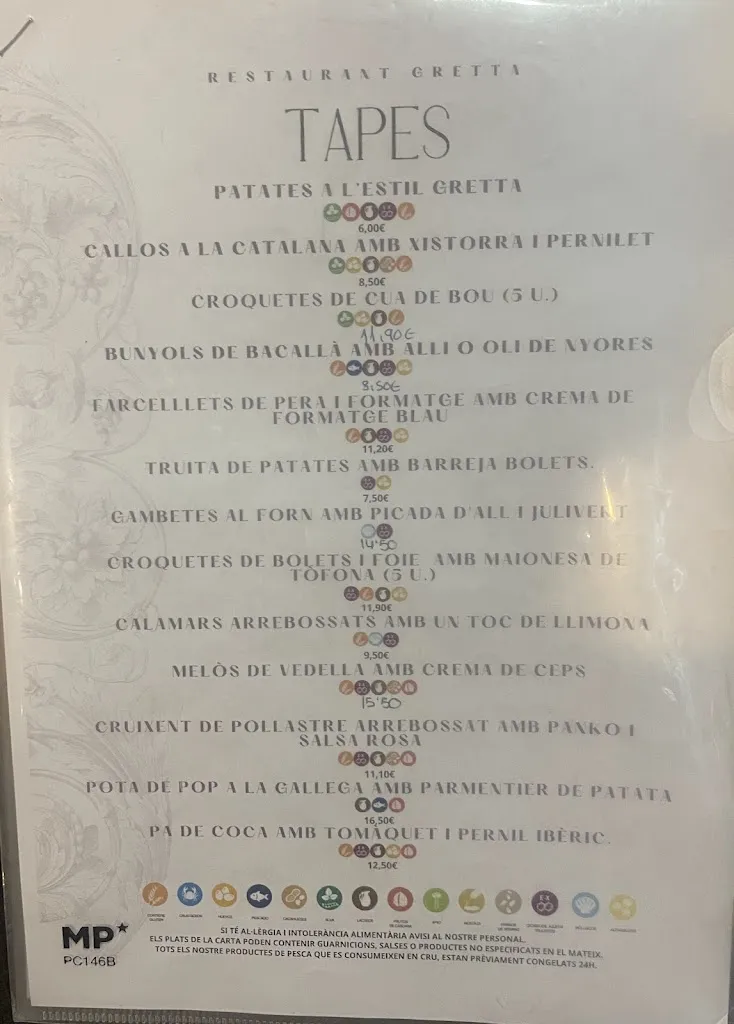 RESTAURANT GRETTA
TAPES
PATATES A L'ESTIL GRETTA
6,00€
CALLOS A LA CATALANA AMB XISTORRA I PERNILET
8,50€
CROQUETES DE CUA DE BOU (5 U.)
11,90€
BUNYOLS DE BACALLÀ AMB ALLI O OLI DE NYORES
8,50€
FARCELLLETS DE PERA I FORMATGE AMB CREMA DE
FORMATGE BLAU
11,20€
TRUITA DE PATATES AMB BARREJA BOLETS.
7,50€
GAMBETES AL FORN AMB PICADA D'ALL I JULIVERT
14'50
CROQUETES DE BOLETS I FOIE AMB MAIONESA DE
TÒFONA (5 U.)
11,90€
CALAMARS ARREBOSSATS AMB UN TOC DE LLIMONA
9,50€
MELÒS DE VEDELLA AMB CREMA DE CEPS
15'50
CRUIXENT DE POLLASTRE ARREBOSSAT AMB PANKO I
SALSA ROSA
11,10€
POTA DE POP A LA GALLEGA AMB PARMENTIER DE PATATA
16,50€
PA DE COCA AMB TOMÀQUET I PERNIL IBÈRIC.
12,50€
MP*
PC146B
SI TÉ AL·LÈRGIA I INTOLERÀNCIA ALIMENTÀRIA AVISI AL NOSTRE PERSONAL.
ELS PLATS DE LA CARTA PODEN CONTENIR GUARNICIONS, SALSES O PRODUCTES NO ESPECIFICATS EN EL MATEIX.
TOTS ELS NOSTRE PRODUCTES DE PESCA QUE ES CONSUMEIXEN EN CRU, ESTAN PRÈVIAMENT CONGELATS 24H.